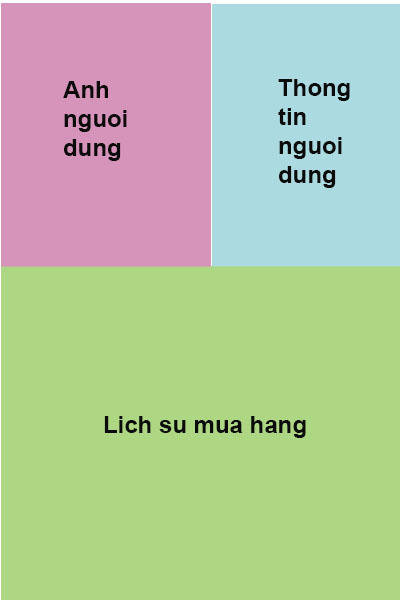 Anh
nguoi
dung
Thong
tin
nguoi
dung
Lich su mua hang